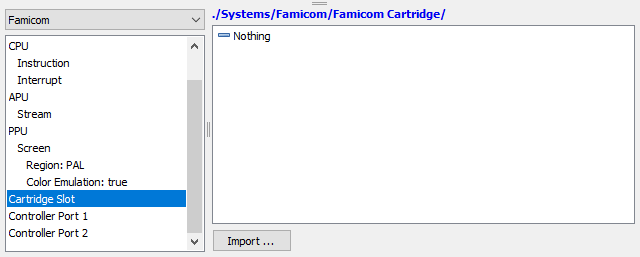 Famicom
CPU
Instruction
Interrupt
APU
Stream
PPU
Screen
Region: PAL
Color Emulation: true
Cartridge Slot
Controller Port 1
Controller Port 2
./Systems/Famicom/Famicom Cartridge/
Nothing
Import ...